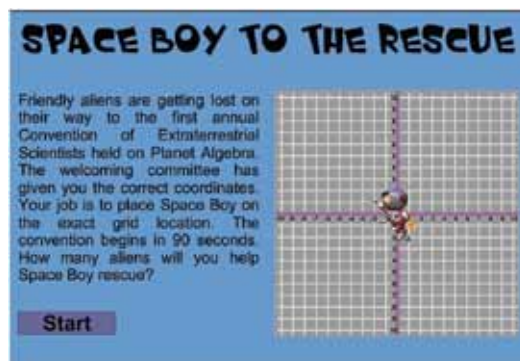 SPACE BOY TO THE RESCUE
Friendly aliens are getting lost on
their way to the first annual
Convention of Extraterrestrial
Scientists held on Planet Algebra.
The welcoming committee has
given you the correct coordinates.
Your job is to place Space Boy on
the exact grid location. The
convention begins in 90 seconds.
How many aliens will you help
Space Boy rescue?
Start